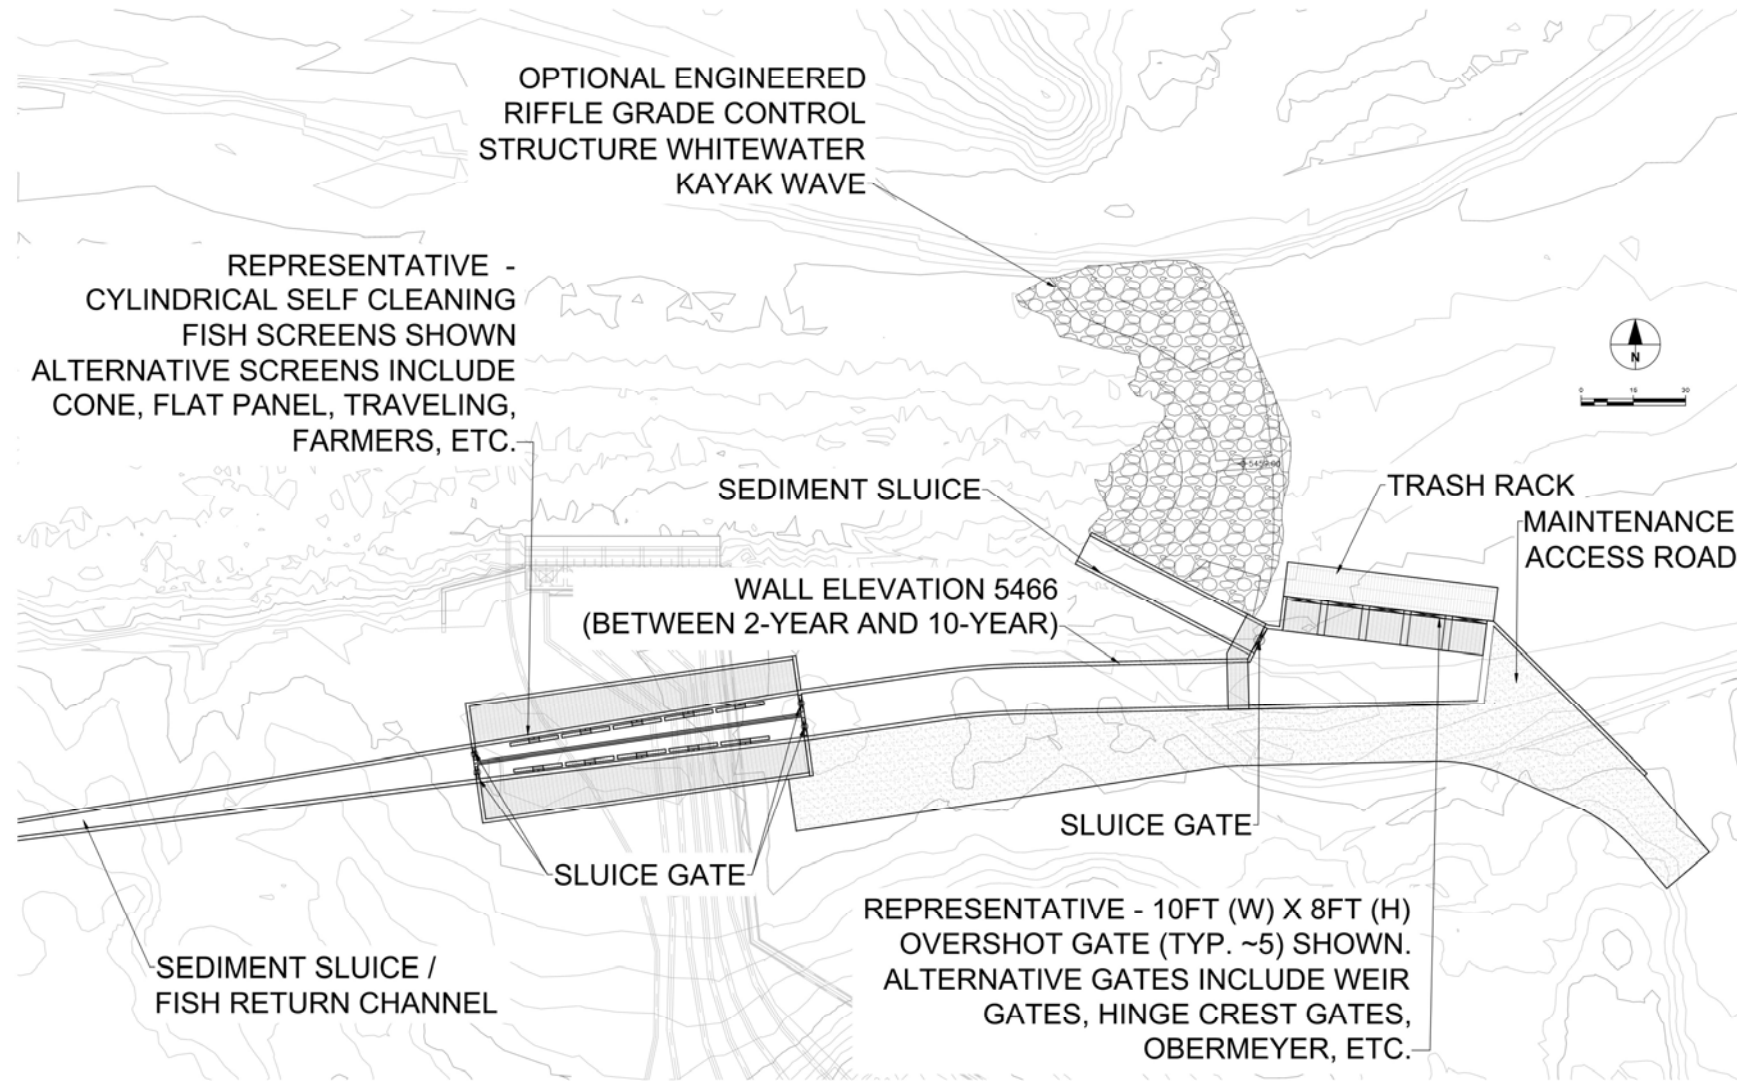 OPTIONAL ENGINEERED
RIFFLE GRADE CONTROL
STRUCTURE WHITEWATER
KAYAK WAVE
REPRESENTATIVE -
CYLINDRICAL SELF CLEANING
FISH SCREENS SHOWN
ALTERNATIVE SCREENS INCLUDE
CONE, FLAT PANEL, TRAVELING,
FARMERS, ETC.
N
0 15 30
SEDIMENT SLUICE
TRASH RACK
MAINTENANCE
ACCESS ROAD
WALL ELEVATION 5466
(BETWEEN 2-YEAR AND 10-YEAR)
SLUICE GATE
SLUICE GATE
REPRESENTATIVE - 10FT (W) X 8FT (H)
OVERSHOT GATE (TYP. ~5) SHOWN.
ALTERNATIVE GATES INCLUDE WEIR
GATES, HINGE CREST GATES,
OBERMEYER, ETC.
SEDIMENT SLUICE /
FISH RETURN CHANNEL